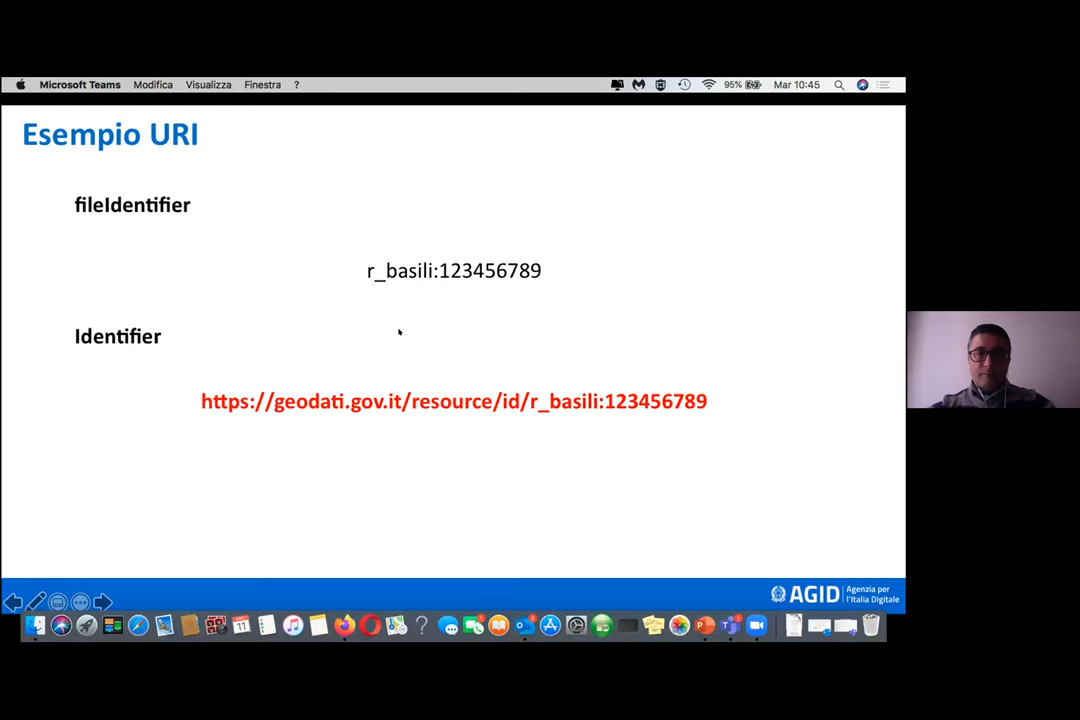 Microsoft Teams Modifica Visualizza Finestra ?
95% Mar 10:45
Esempio URI
fileIdentifier
r_basili:123456789
Identifier
https://geodati.gov.it/resource/id/r_basili:123456789
AGID Agenzia per
l'Italia Digitale
11